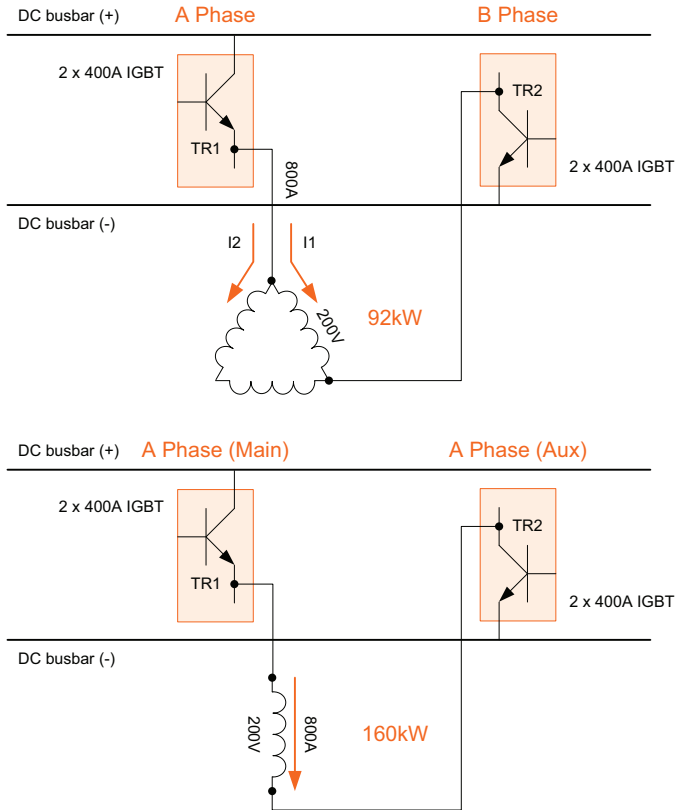 A Phase
B Phase
DC busbar (+)
2 x 400A IGBT
TR2
TR1
800A
2 x 400A IGBT
DC busbar (-)
I2
I1
200V
92kW
DC busbar (+)
A Phase (Main)
A Phase (Aux)
2 x 400A IGBT
TR2
TR1
2 x 400A IGBT
DC busbar (-)
200V
800A
160kW